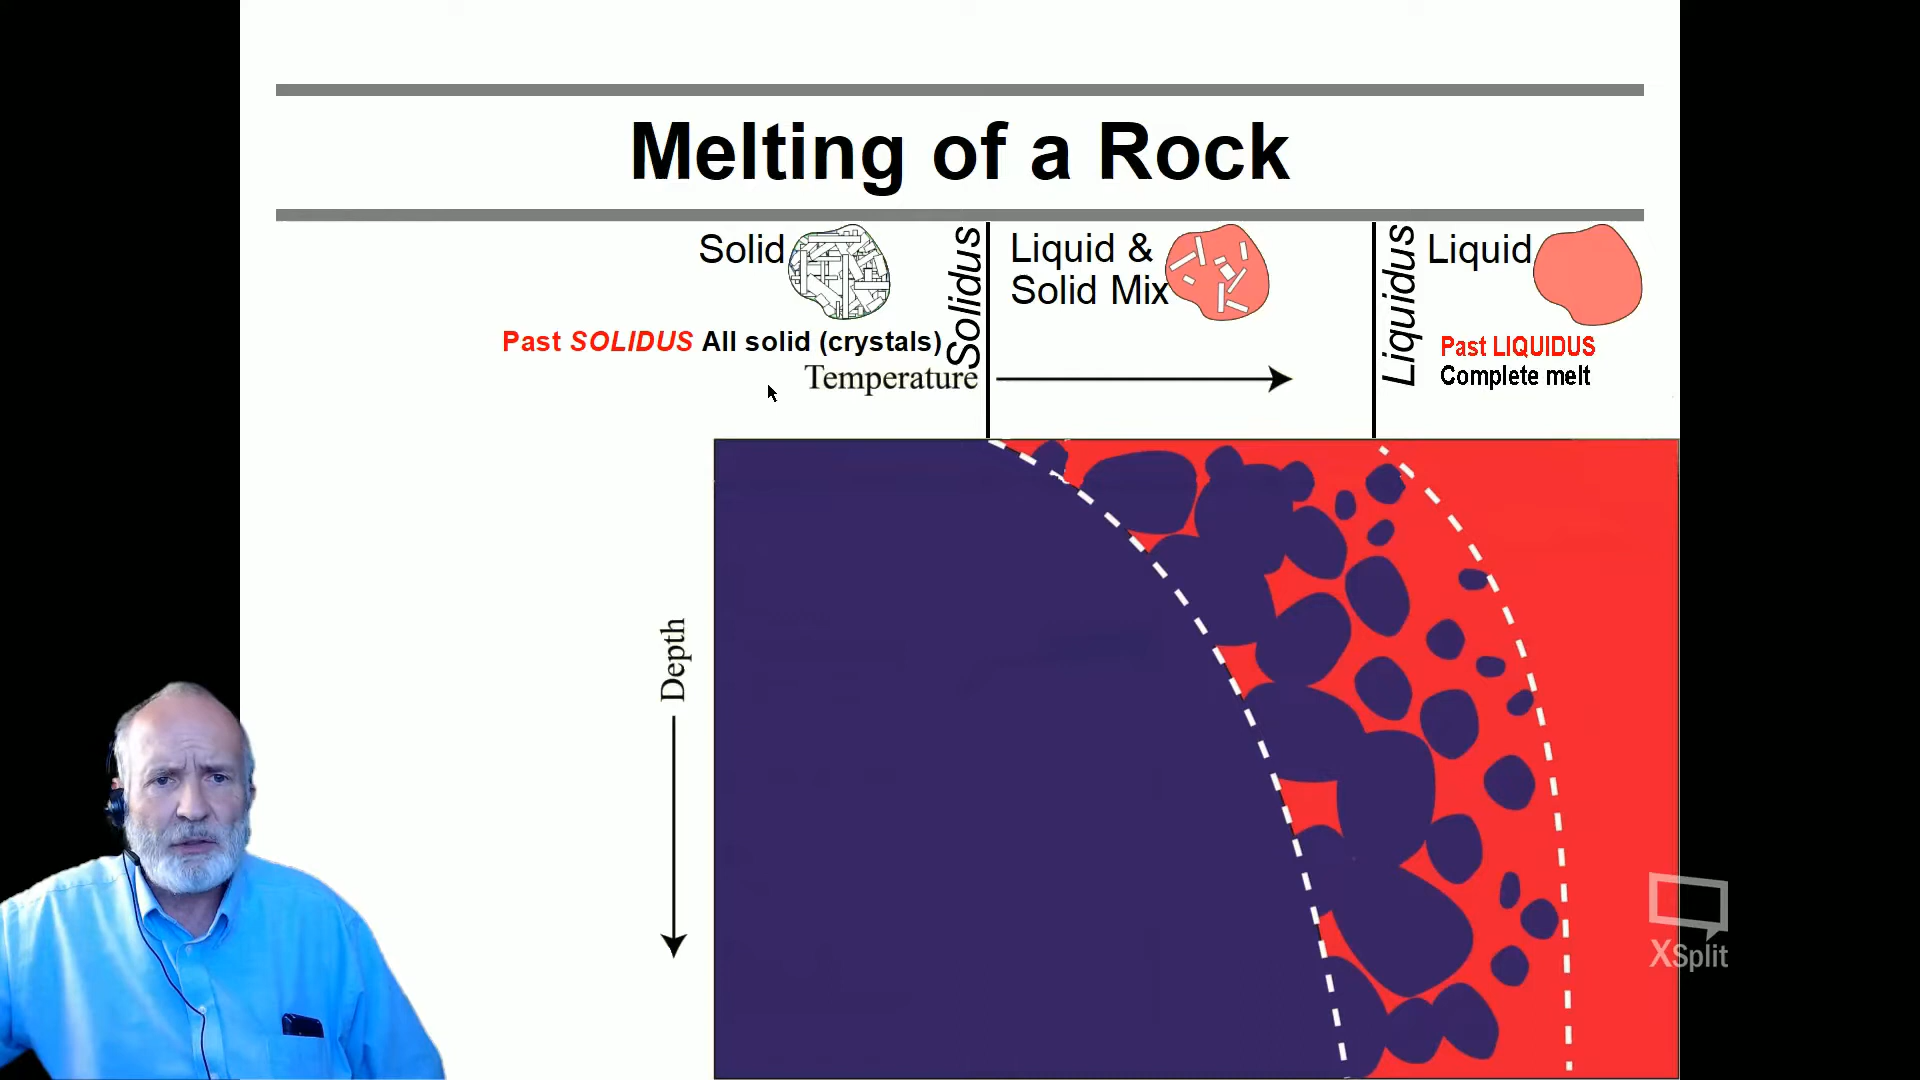 Melting of a Rock
Solid
Solidus
Liquid &
Solid Mix
Liquidus
Liquid
Past SOLIDUS All solid (crystals)
Past LIQUIDUS
Complete melt
Temperature
Depth
XSplit